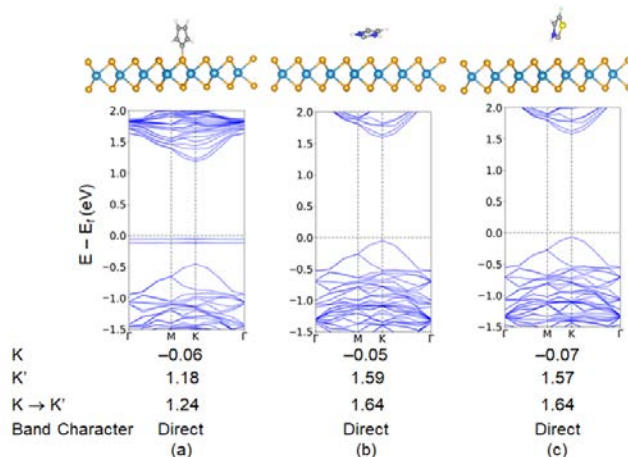 2.0 2.0 2.0
1.5 1.5 1.5
1.0 1.0 1.0
0.5 0.5 0.5
E – Ef (eV)
0.0 0.0 0.0
−0.5 −0.5 −0.5
−1.0 −1.0 −1.0
−1.5 −1.5 −1.5
Γ M K Γ Γ M K Γ Γ M K Γ
K –0.06 –0.05 –0.07
K' 1.18 1.59 1.57
K → K' 1.24 1.64 1.64
Band Character Direct Direct Direct
(a) (b) (c)